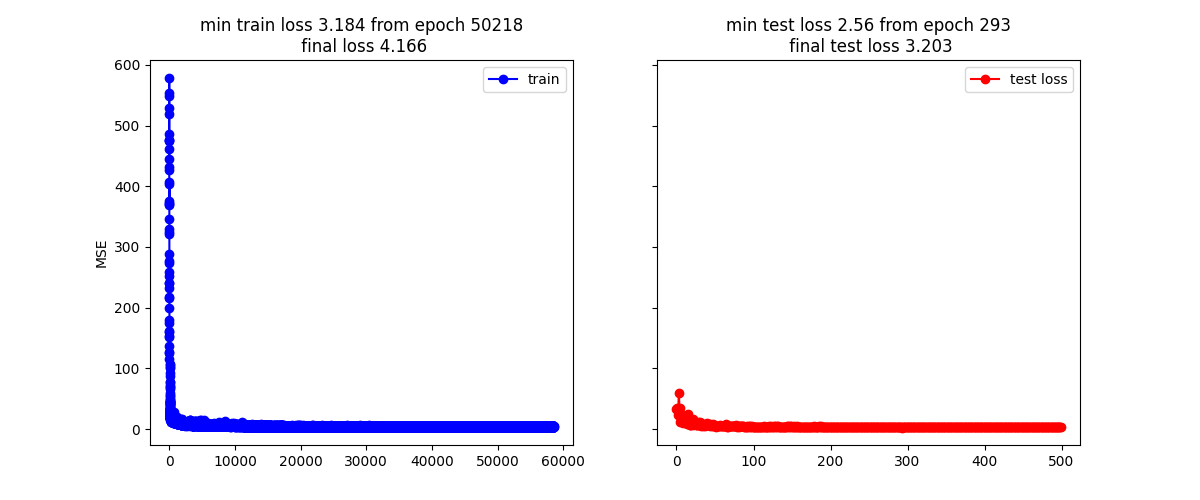 min train loss 3.184 from epoch 50218
final loss 4.166
min test loss 2.56 from epoch 293
final test loss 3.203
600
500
400
300
200
100
0
MSE
train
test loss
0 10000 20000 30000 40000 50000 60000
0 100 200 300 400 500